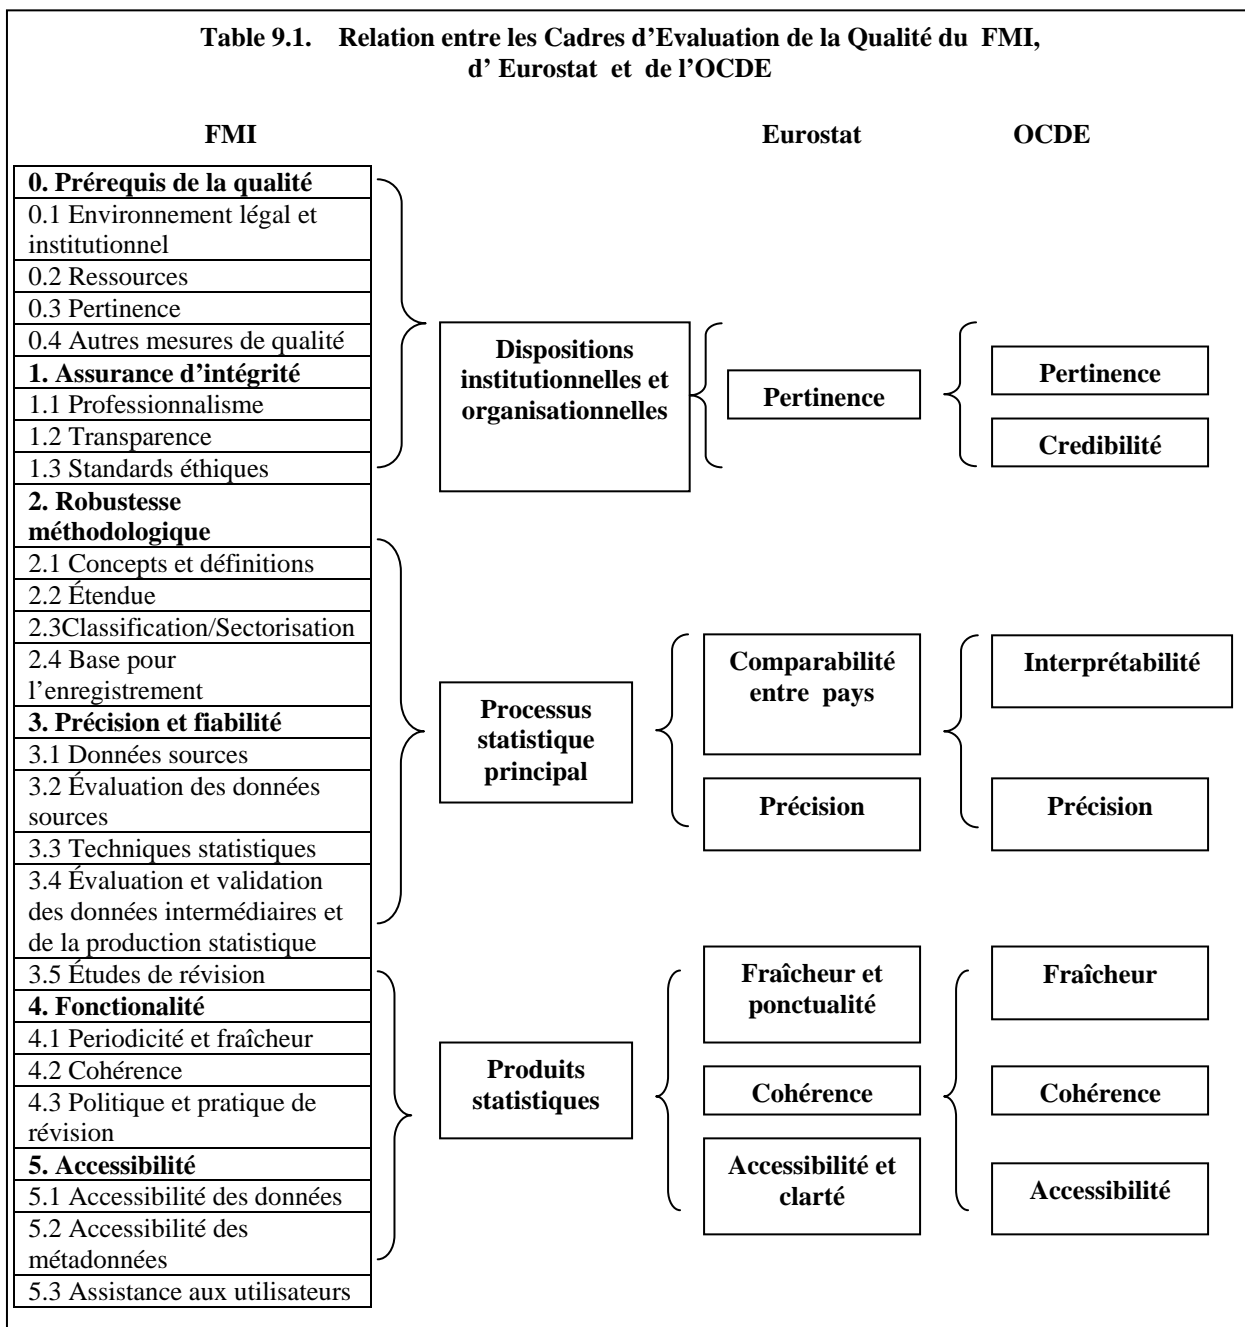 Table 9.1. Relation entre les Cadres d’Evaluation de la Qualité du FMI,
d’ Eurostat et de l’OCDE
FMI
Eurostat
OCDE
0. Prérequis de la qualité
0.1 Environnement légal et
institutionnel
0.2 Ressources
0.3 Pertinence
0.4 Autres mesures de qualité
1. Assurance d’intégrité
1.1 Professionnalisme
1.2 Transparence
1.3 Standards éthiques
2. Robustesse
méthodologique
2.1 Concepts et définitions
2.2 Étendue
2.3Classification/Sectorisation
2.4 Base pour
l’enregistrement
3. Précision et fiabilité
3.1 Données sources
3.2 Évaluation des données
sources
3.3 Techniques statistiques
3.4 Évaluation et validation
des données intermédiaires et
de la production statistique
3.5 Études de révision
4. Fonctionalité
4.1 Periodicité et fraîcheur
4.2 Cohérence
4.3 Politique et pratique de
révision
5. Accessibilité
5.1 Accessibilité des données
5.2 Accessibilité des
métadonnées
5.3 Assistance aux utilisateurs
Dispositions
institutionnelles et
organisationnelles
Pertinence
Pertinence
Credibilité
Processus
statistique
principal
Comparabilité
entre pays
Précision
Interprétabilité
Précision
Produits
statistiques
Fraîcheur et
ponctualité
Cohérence
Accessibilité et
clarté
Fraîcheur
Cohérence
Accessibilité